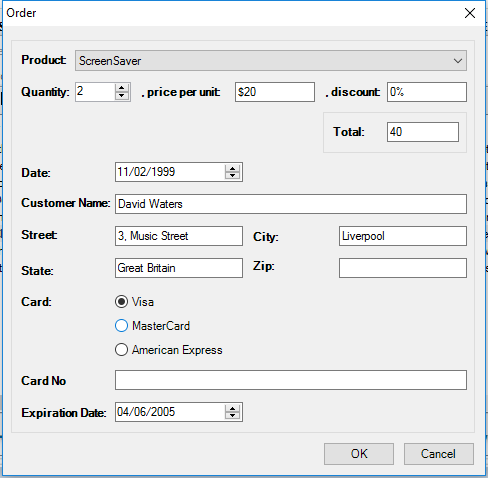 Order
Product: ScreenSaver
Quantity: 2 , price per unit: $20 , discount: 0%
Total: 40
Date: 11/02/1999
Customer Name: David Waters
Street: 3, Music Street City: Liverpool
State: Great Britain Zip:
Card: Visa
MasterCard
American Express
Card No
Expiration Date: 04/06/2005
OK Cancel